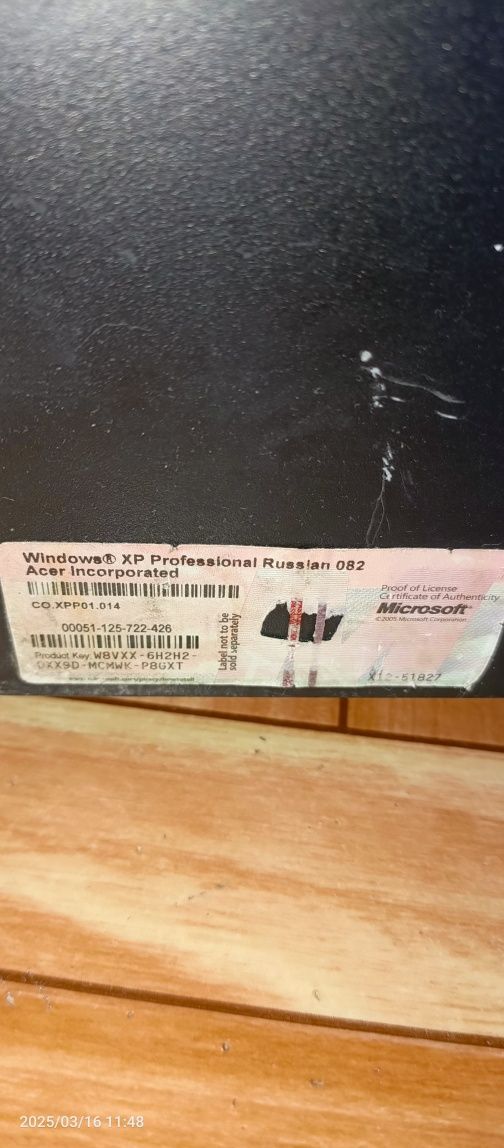 Windows® XP Professional Russian 082
Acer Incorporated
CO.XPP01.014
00051-125-722-426
Product Key: W8VXX-6H2H2-
DXX9D-MCMWK-P8GXT
Label not to be
sold separately
Proof of License
Certificate of Authenticity
Microsoft®
©2005 Microsoft Corporation
X12-51827
2025/03/16 11:48